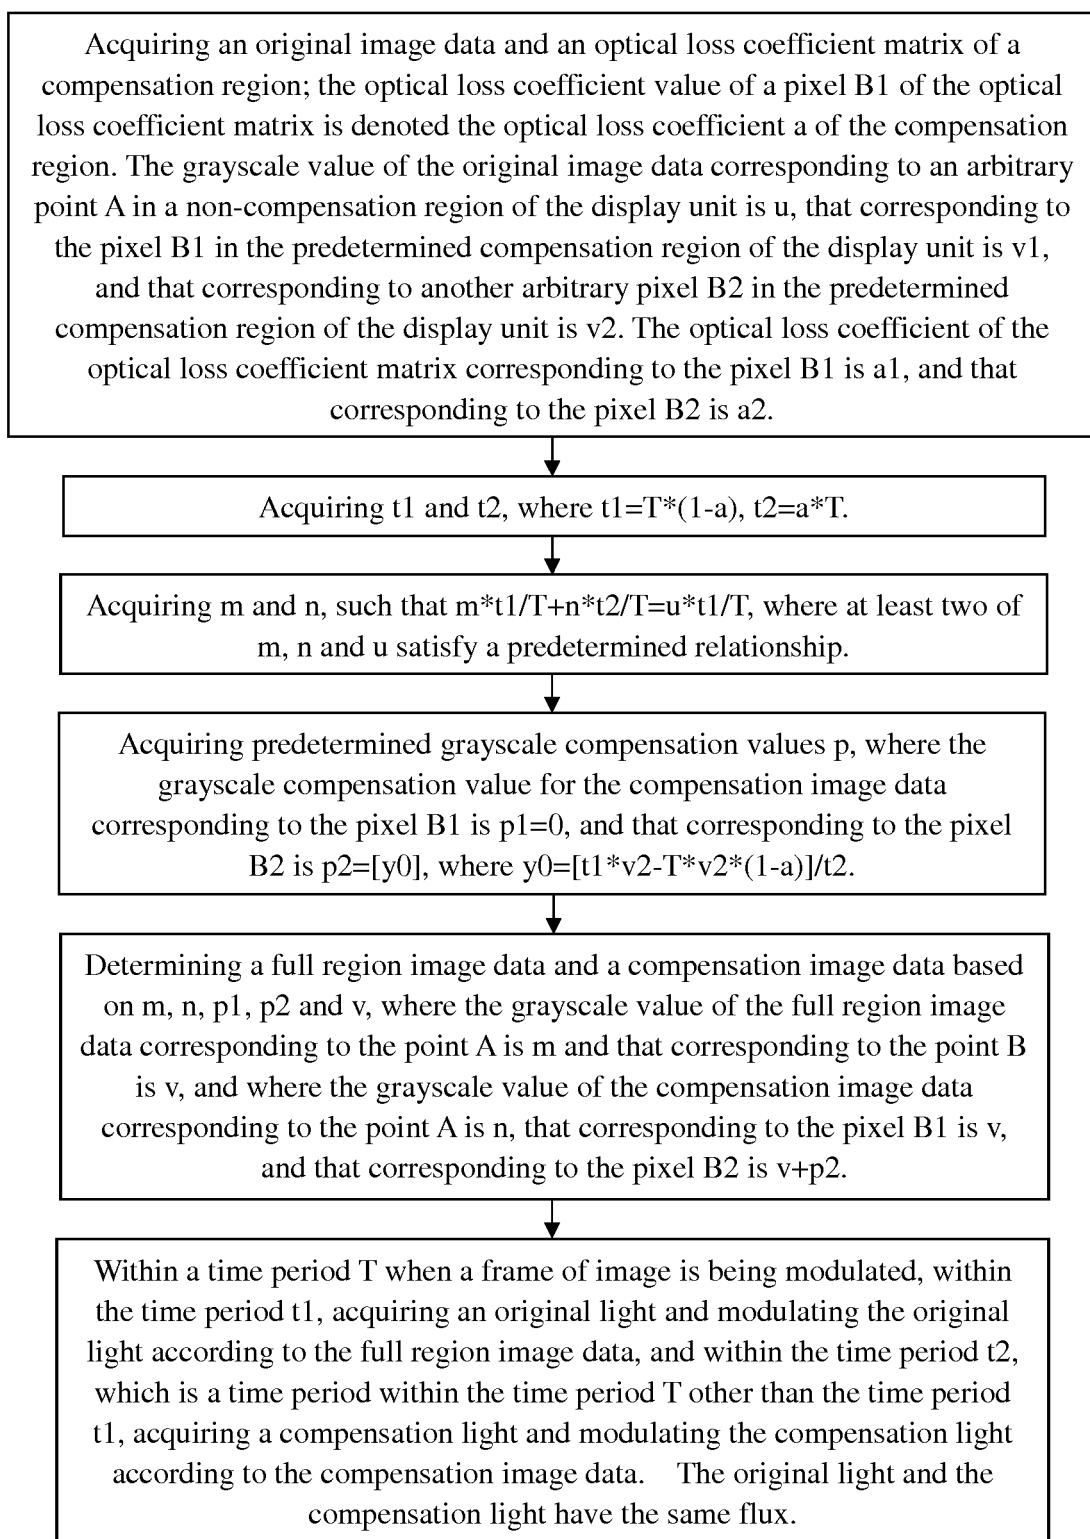 Acquiring an original image data and an optical loss coefficient matrix of a
compensation region; the optical loss coefficient value of a pixel B1 of the optical
loss coefficient matrix is denoted the optical loss coefficient a of the compensation
region. The grayscale value of the original image data corresponding to an arbitrary
point A in a non-compensation region of the display unit is u, that corresponding to
the pixel B1 in the predetermined compensation region of the display unit is v1,
and that corresponding to another arbitrary pixel B2 in the predetermined
compensation region of the display unit is v2. The optical loss coefficient of the
optical loss coefficient matrix corresponding to the pixel B1 is a1, and that
corresponding to the pixel B2 is a2.
Acquiring t1 and t2, where t1=T*(1-a), t2=a*T.
Acquiring m and n, such that m*t1/T+n*t2/T=u*t1/T, where at least two of
m, n and u satisfy a predetermined relationship.
Acquiring predetermined grayscale compensation values p, where the
grayscale compensation value for the compensation image data
corresponding to the pixel B1 is p1=0, and that corresponding to the pixel
B2 is p2=[y0], where y0=[t1*v2-T*v2*(1-a)]/t2.
Determining a full region image data and a compensation image data based
on m, n, p1, p2 and v, where the grayscale value of the full region image
data corresponding to the point A is m and that corresponding to the point B
is v, and where the grayscale value of the compensation image data
corresponding to the point A is n, that corresponding to the pixel B1 is v,
and that corresponding to the pixel B2 is v+p2.
Within a time period T when a frame of image is being modulated, within
the time period t1, acquiring an original light and modulating the original
light according to the full region image data, and within the time period t2,
which is a time period within the time period T other than the time period
t1, acquiring a compensation light and modulating the compensation light
according to the compensation image data. The original light and the
compensation light have the same flux.